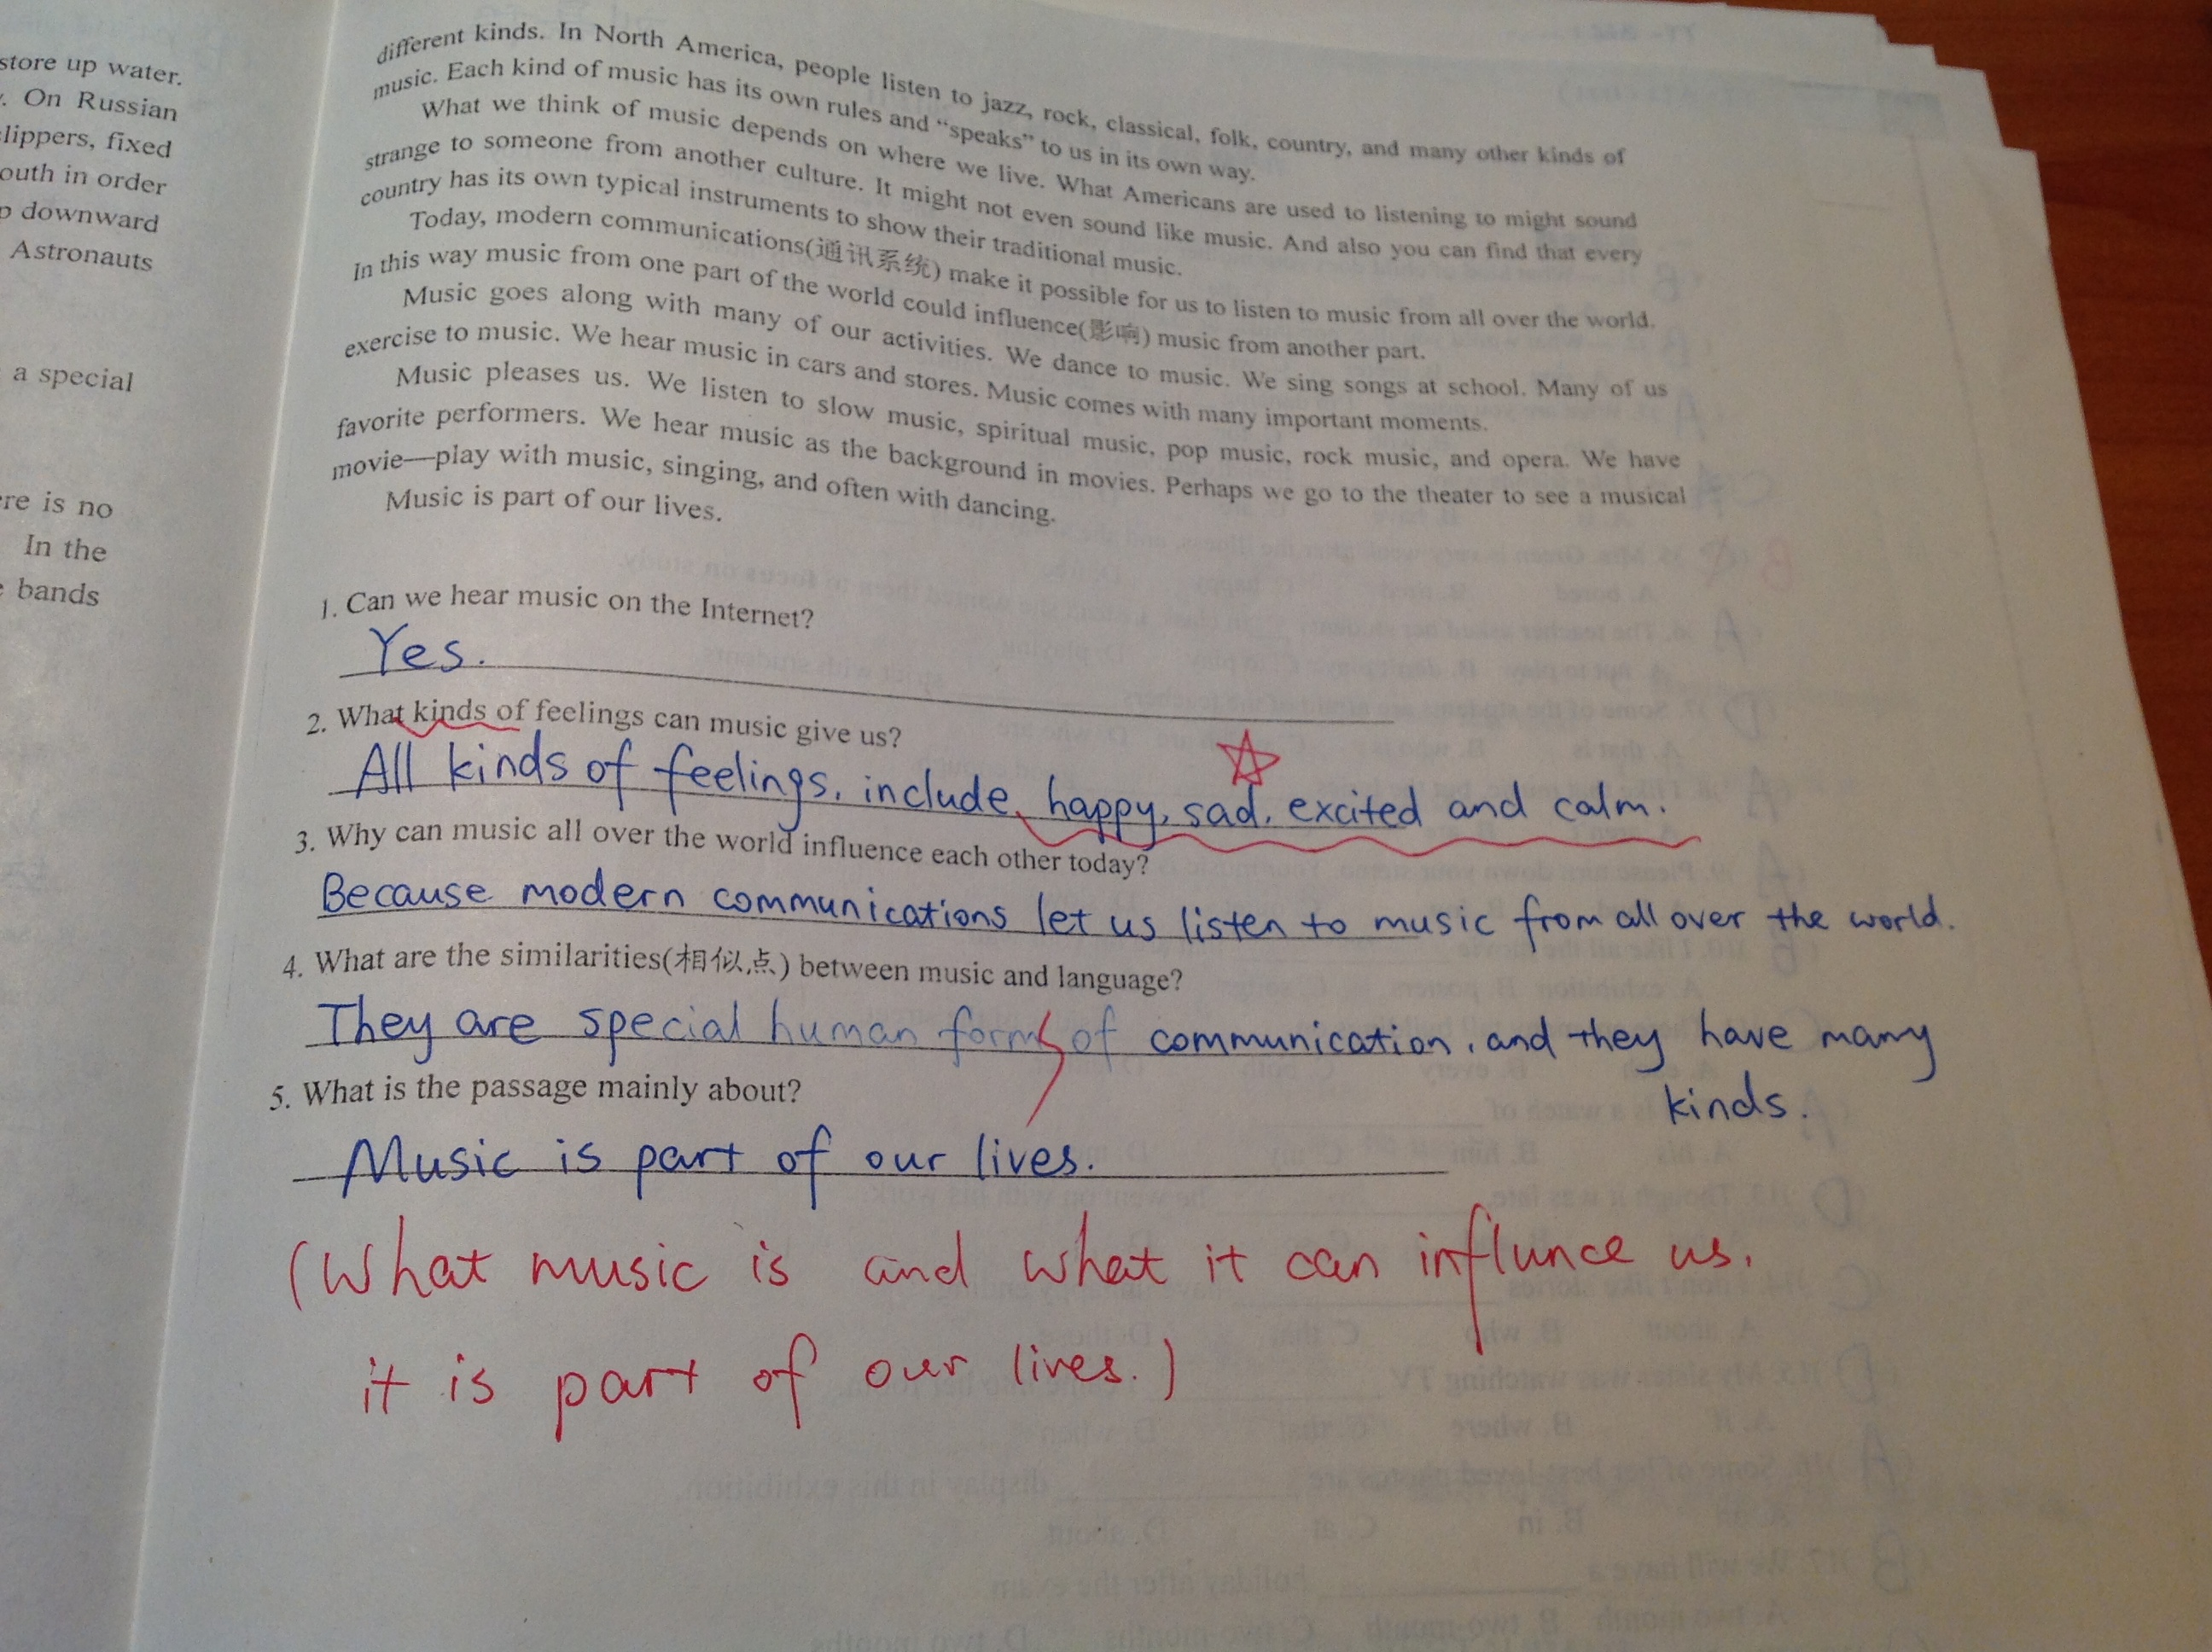 store up water.
. On Russian
lippers, fixed
outh in order
downward
Astronauts
a special
re is no
In the
bands
different kinds. In North America, people listen to jazz, rock, classical, folk, country, and many other kinds of
music. Each kind of music has its own rules and “speaks” to us in its own way.
What we think of music depends on where we live. What Americans are used to listening to might sound
strange to someone from another culture. It might not even sound like music. And also you can find that every
country has its own typical instruments to show their traditional music.
Today, modern communications(通讯系统) make it possible for us to listen to music from all over the world.
In this way music from one part of the world could influence(影响) music from another part.
Music goes along with many of our activities. We dance to music. We sing songs at school. Many of us
exercise to music. We hear music in cars and stores. Music comes with many important moments.
Music pleases us. We listen to slow music, spiritual music, pop music, rock music, and opera. We have
favorite performers. We hear music as the background in movies. Perhaps we go to the theater to see a musical
movie—play with music, singing, and often with dancing.
Music is part of our lives.
1. Can we hear music on the Internet?
Yes.
2. What kinds of feelings can music give us?
All kinds of feelings, include, happy, sad, excited and calm.
3. Why can music all over the world influence each other today?
Because modern communications let us listen to music from all over the world.
4. What are the similarities(相似点) between music and language?
They are special human forms of communication, and they have many
kinds.
5. What is the passage mainly about?
Music is part of our lives.
(What music is and what it can influnce us.
it is part of our lives.)